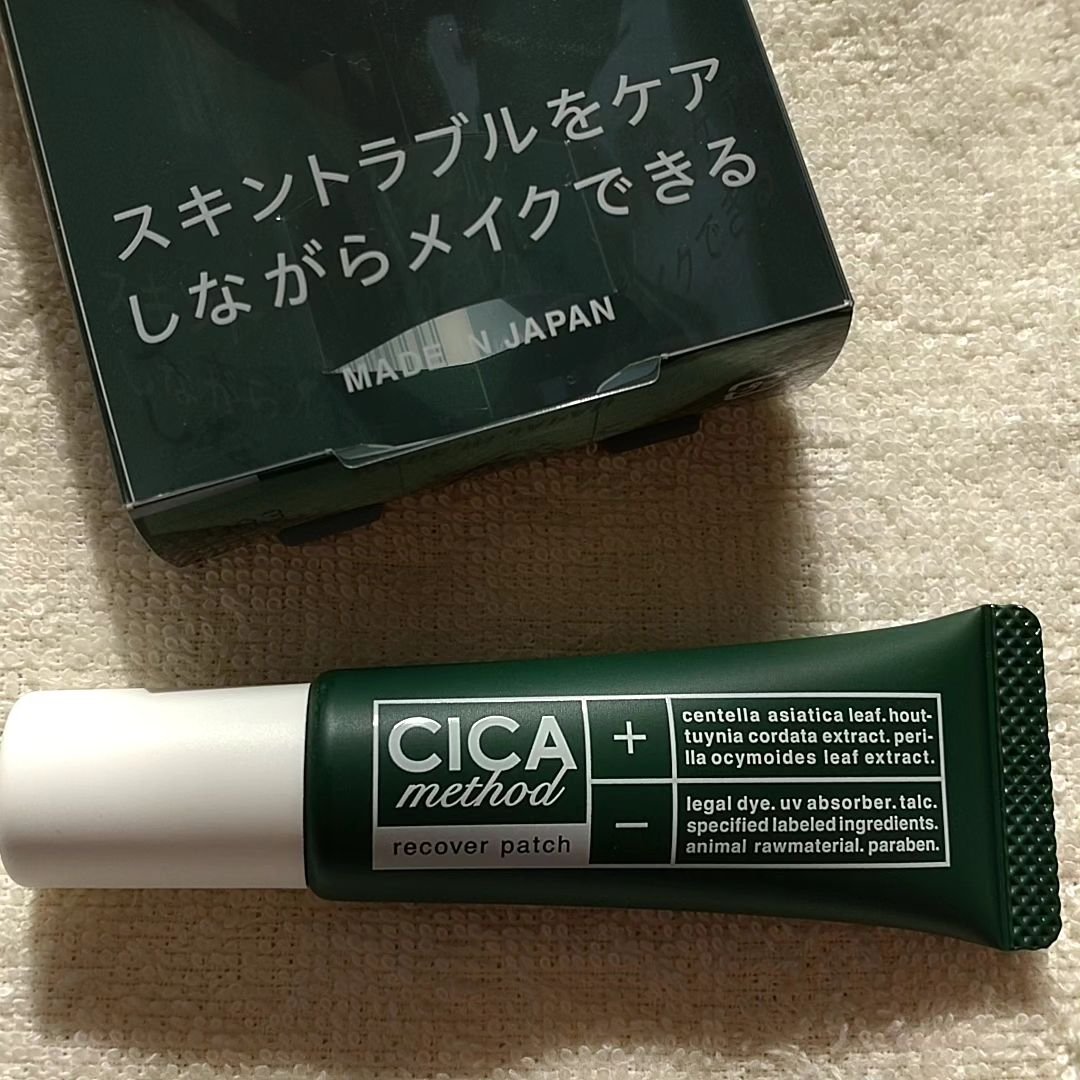 スキントラブルをケア
しながらメイクできる
MADE IN JAPAN
CICA
method
recover patch
+
centella asiatica leaf. hout-
tuynia cordata extract. peri-
lla ocymoides leaf extract.
−
legal dye. uv absorber. talc.
specified labeled ingredients.
animal rawmaterial. paraben.